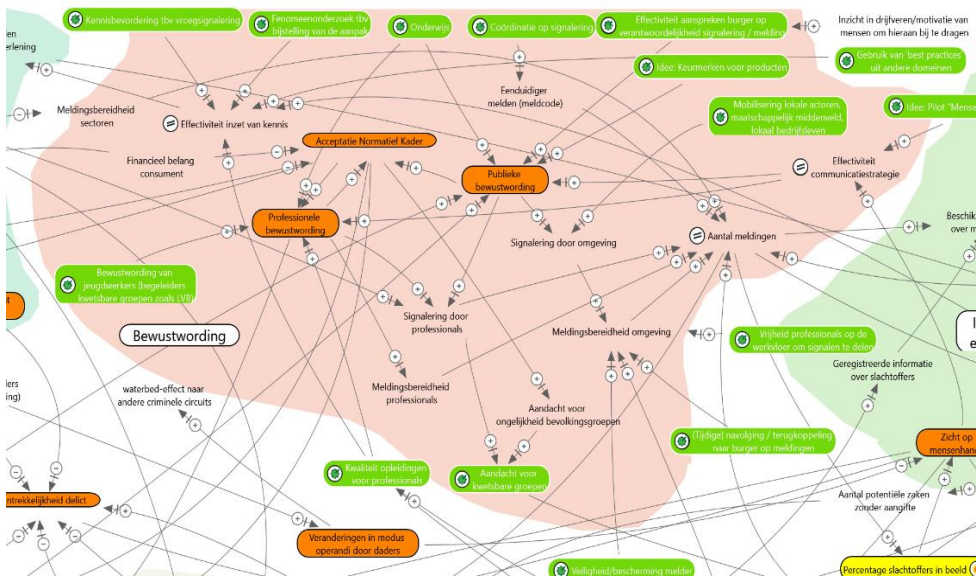 Kennisbevordering tbv vroegsignalering
Fenomeenonderzoek tbv
bijstelling van de aanpak
Onderwijs
Coördinatie op signalering
Effectiviteit aanspreken burger op
verantwoordelijkheid signalering / melding
Inzicht in drijfveren/motivatie van
mensen om hieraan bij te dragen
Idee: Keurmerken voor producten
Gebruik van 'best practices'
uit andere domeinen
erlening
Meldingsbereidheid
sectoren
Effectiviteit inzet van kennis
Eenduidiger
melden (meldcode)
Mobilisering lokale actoren,
maatschappelijk middenveld,
lokaal bedrijfsleven
Idee: Pilot "Mense
Financieel belang
consument
Acceptatie Normatief Kader
Publieke
bewustwording
Effectiviteit
communicatiestrategie
Professionele
bewustwording
Signalering door omgeving
Aantal meldingen
Beschik
over m
Bewustwording van
jeugdwerkers (begeleiders
kwetsbare groepen zoals LVB)
Signalering door
professionals
Bewustwording
Meldingsbereidheid omgeving
Vrijheid professionals op de
werkvloer om signalen te delen
Geregistreerde informatie
over slachtoffers
ders
ing)
waterbed-effect naar
andere criminele circuits
Meldingsbereidheid
professionals
Aandacht voor
ongelijkheid bevolkingsgroepen
(Tijdige) navolging / terugkoppeling
naar burger op meldingen
Zicht op
mensenhand
Kwaliteit opleidingen
voor professionals
Aandacht voor
kwetsbare groepen
ntrekkelijkheid delict
Aantal potentiële zaken
zonder aangifte
Veranderingen in modus
operandi door daders
Veiligheid/bescherming melder
Percentage slachtoffers in beeld